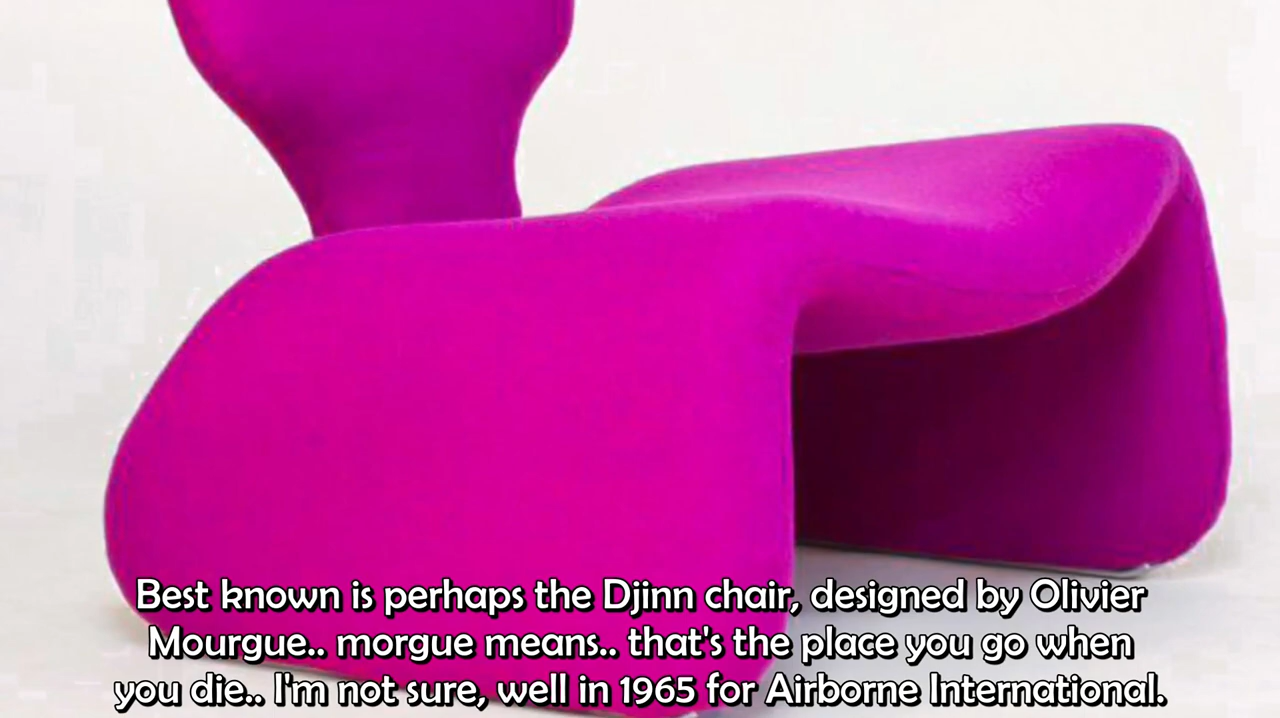 Best known is perhaps the Djinn chair, designed by Olivier
Mourgue.. morgue means.. that's the place you go when
you die.. I'm not sure, well in 1965 for Airborne International.